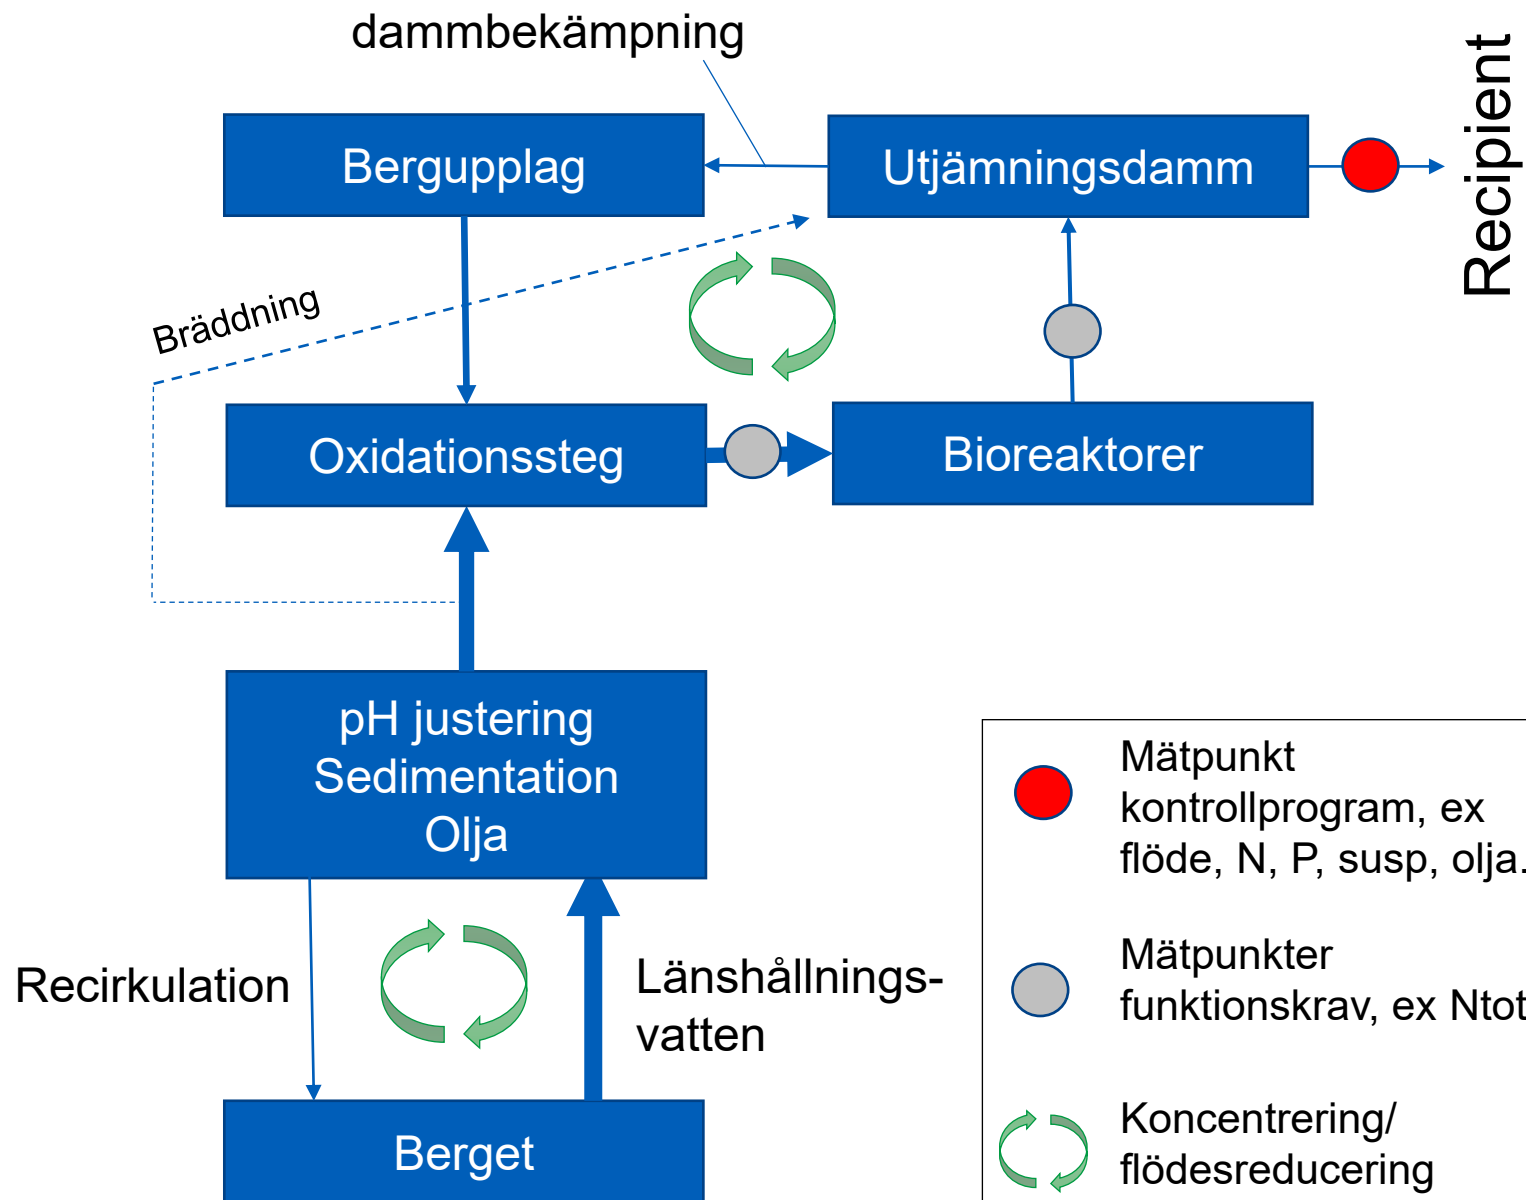 dammbekämpning
Bergupplag
Utjämningsdamm
Recipient
Bräddning
Oxidationssteg
Bioreaktorer
pH justering
Sedimentation
Olja
Recirkulation
Länshållnings-
vatten
Berget
Mätpunkt
kontrollprogram, ex
flöde, N, P, susp, olja.
Mätpunkter
funktionskrav, ex Ntot
Koncentrering/
flödesreducering